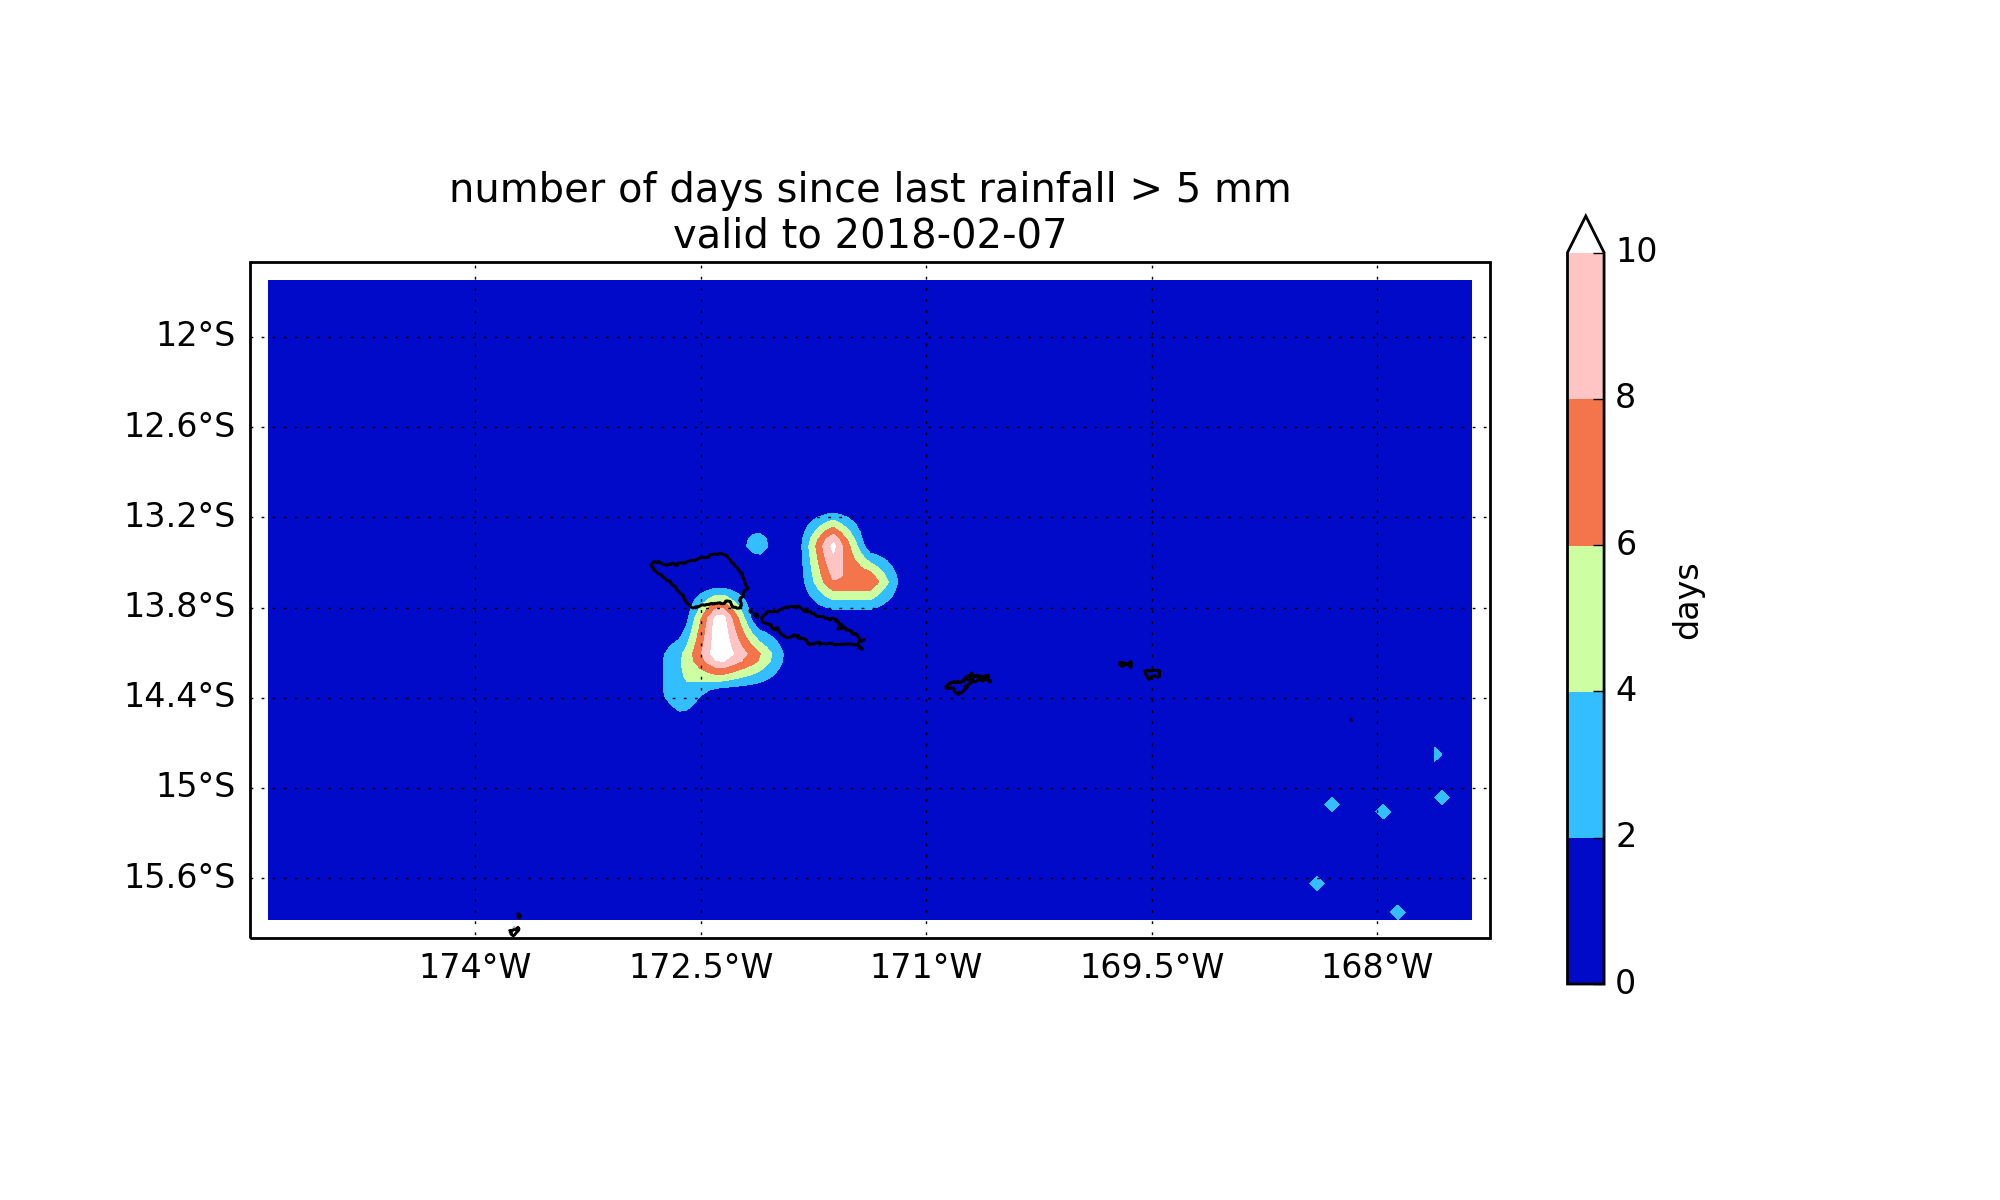 number of days since last rainfall > 5 mm
valid to 2018-02-07
12°S
12.6°S
13.2°S
13.8°S
14.4°S
15°S
15.6°S
174°W
172.5°W
171°W
169.5°W
168°W
10
8
6
4
2
0
days